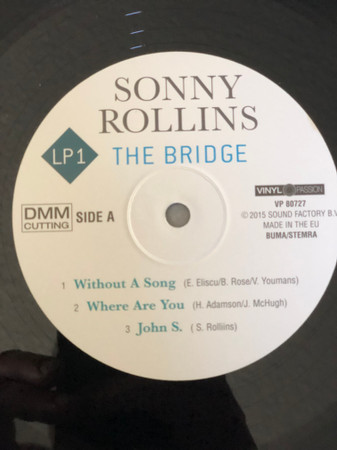 SONNY
ROLLINS
LP1
THE BRIDGE
VINYL PASSION
VP 80727
© 2015 SOUND FACTORY B.V
MADE IN THE EU
BUMA/STEMRA
DMM
CUTTING
SIDE A
1 Without A Song (E. Eliscu/B. Rose/V. Youmans)
2 Where Are You (H. Adamson/J. McHugh)
3 John S. ( S. Rolliins)